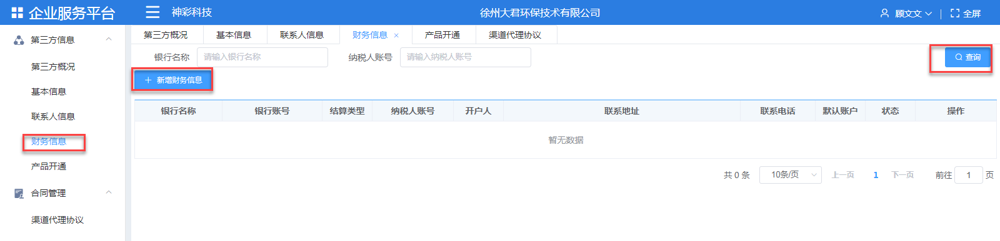 企业服务平台 神彩科技 徐州大君环保技术有限公司 顾文文 全屏
第三方信息
第三方概况
基本信息
联系人信息
财务信息
产品开通
合同管理
渠道代理协议
第三方概况 基本信息 联系人信息 财务信息 × 产品开通 渠道代理协议
银行名称 请输入银行名称 纳税人账号 请输入纳税人账号 查询
+ 新增财务信息
银行名称 银行账号 结算类型 纳税人账号 开户人 联系地址 联系电话 默认账户 状态 操作
暂无数据
共 0 条 10条/页 上一页 1 下一页 前往 1 页